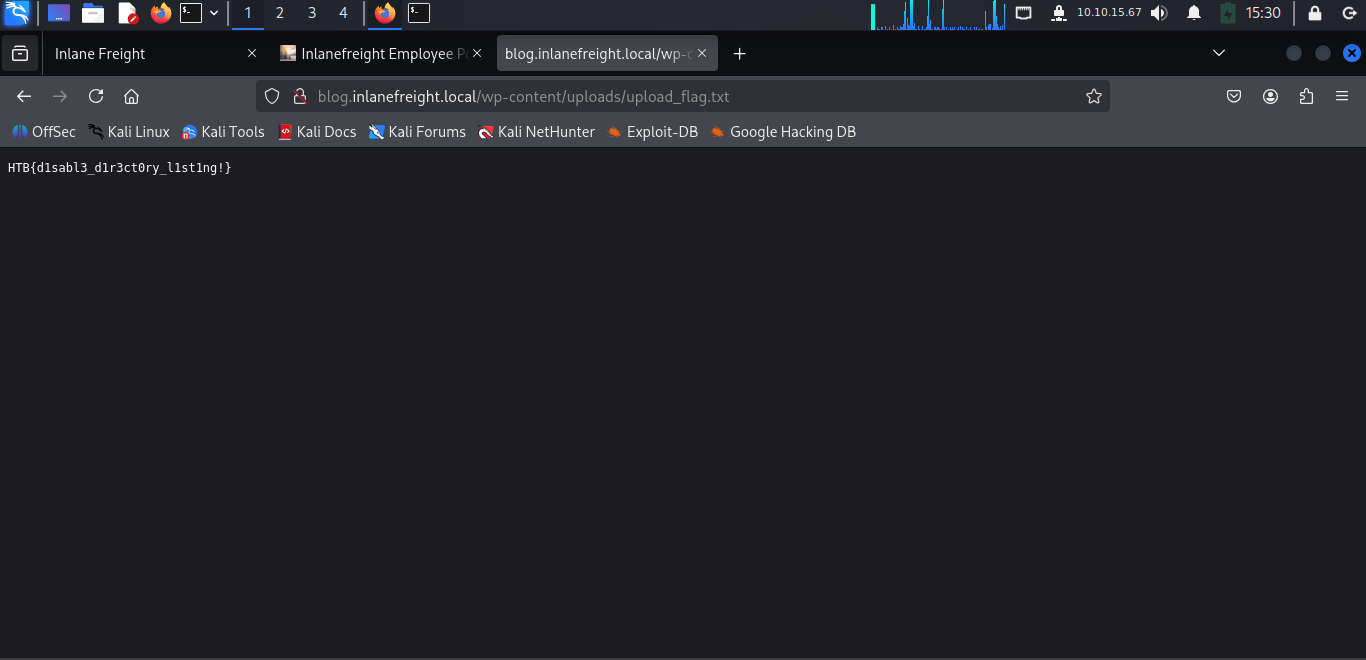 1 2 3 4 10.10.15.67 15:30
Inlane Freight Inlanefreight Employee P blog.inlanefreight.local/wp-c
blog.inlanefreight.local/wp-content/uploads/upload_flag.txt
OffSec Kali Linux Kali Tools Kali Docs Kali Forums Kali NetHunter Exploit-DB Google Hacking DB
HTB{d1sabl3_d1r3ct0ry_l1st1ng!}